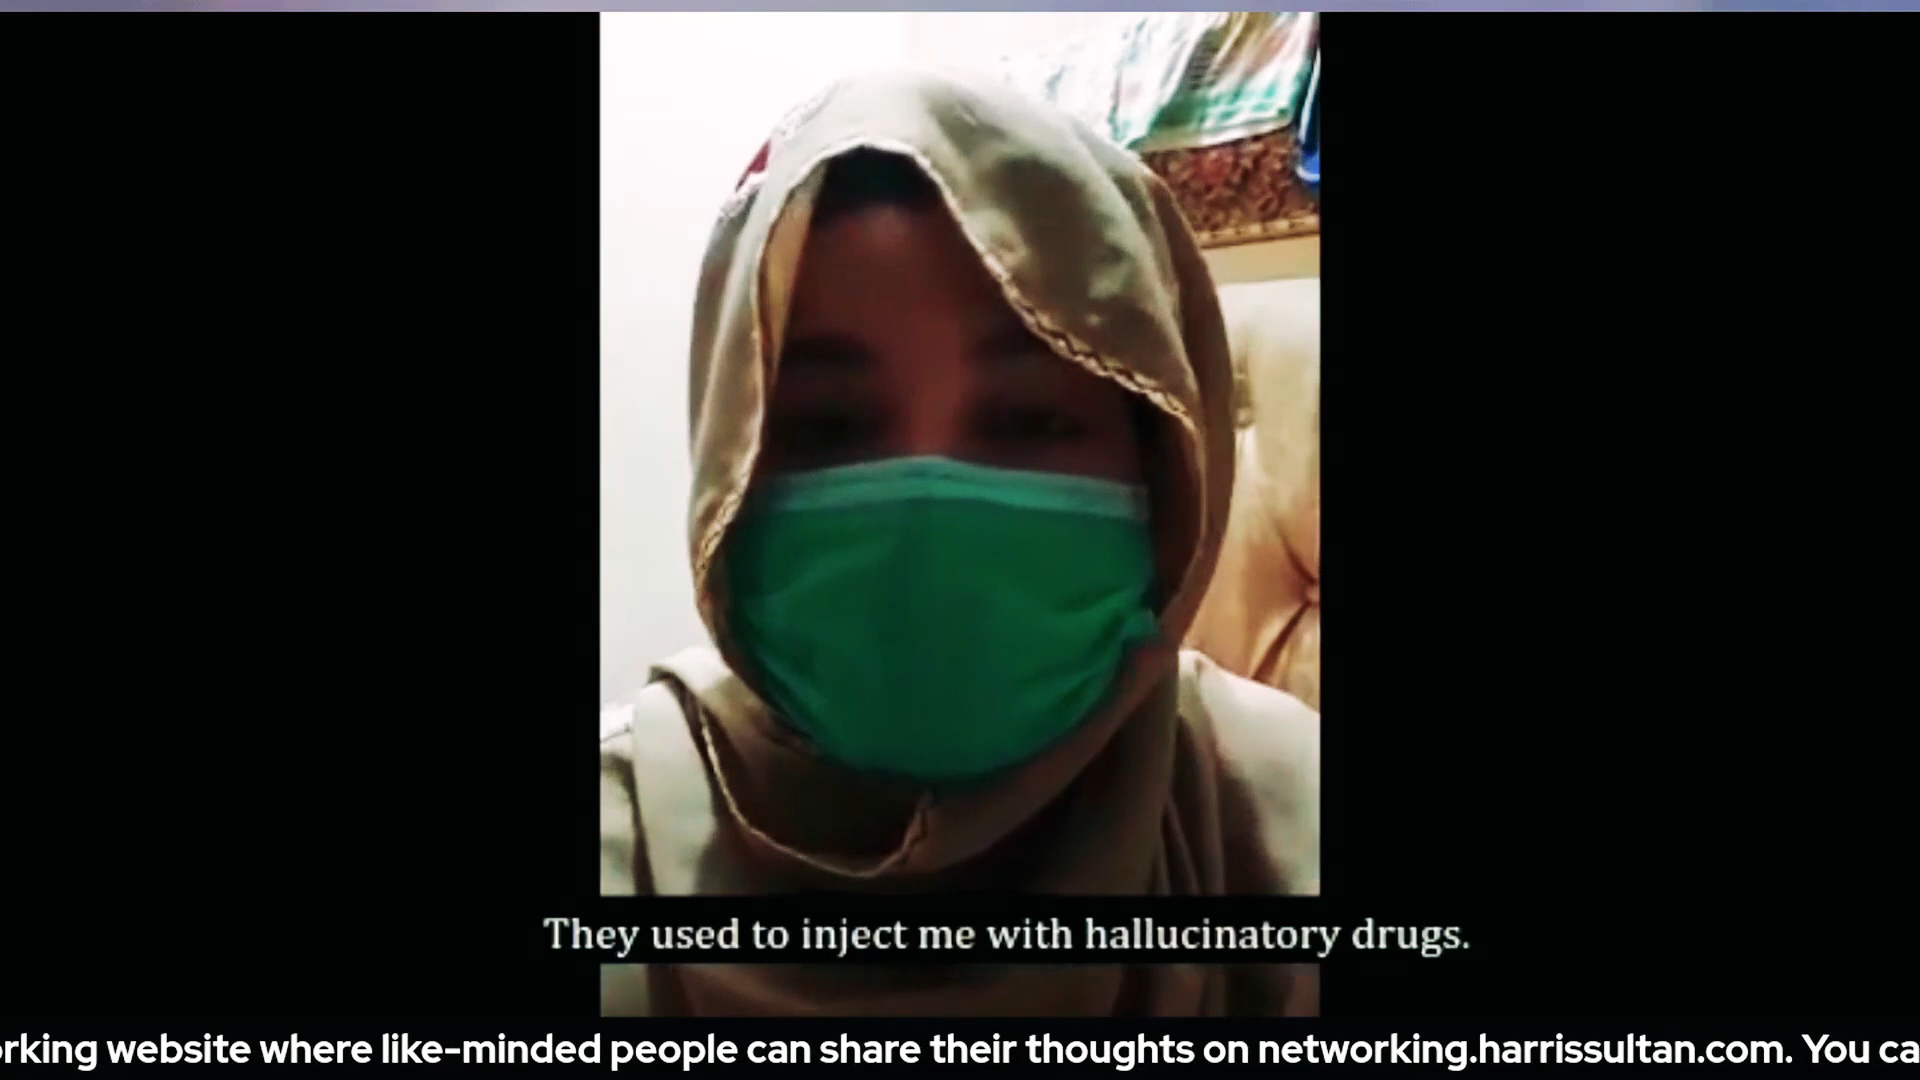 They used to inject me with hallucinatory drugs.
rking website where like-minded people can share their thoughts on networking.harrissultan.com. You ca